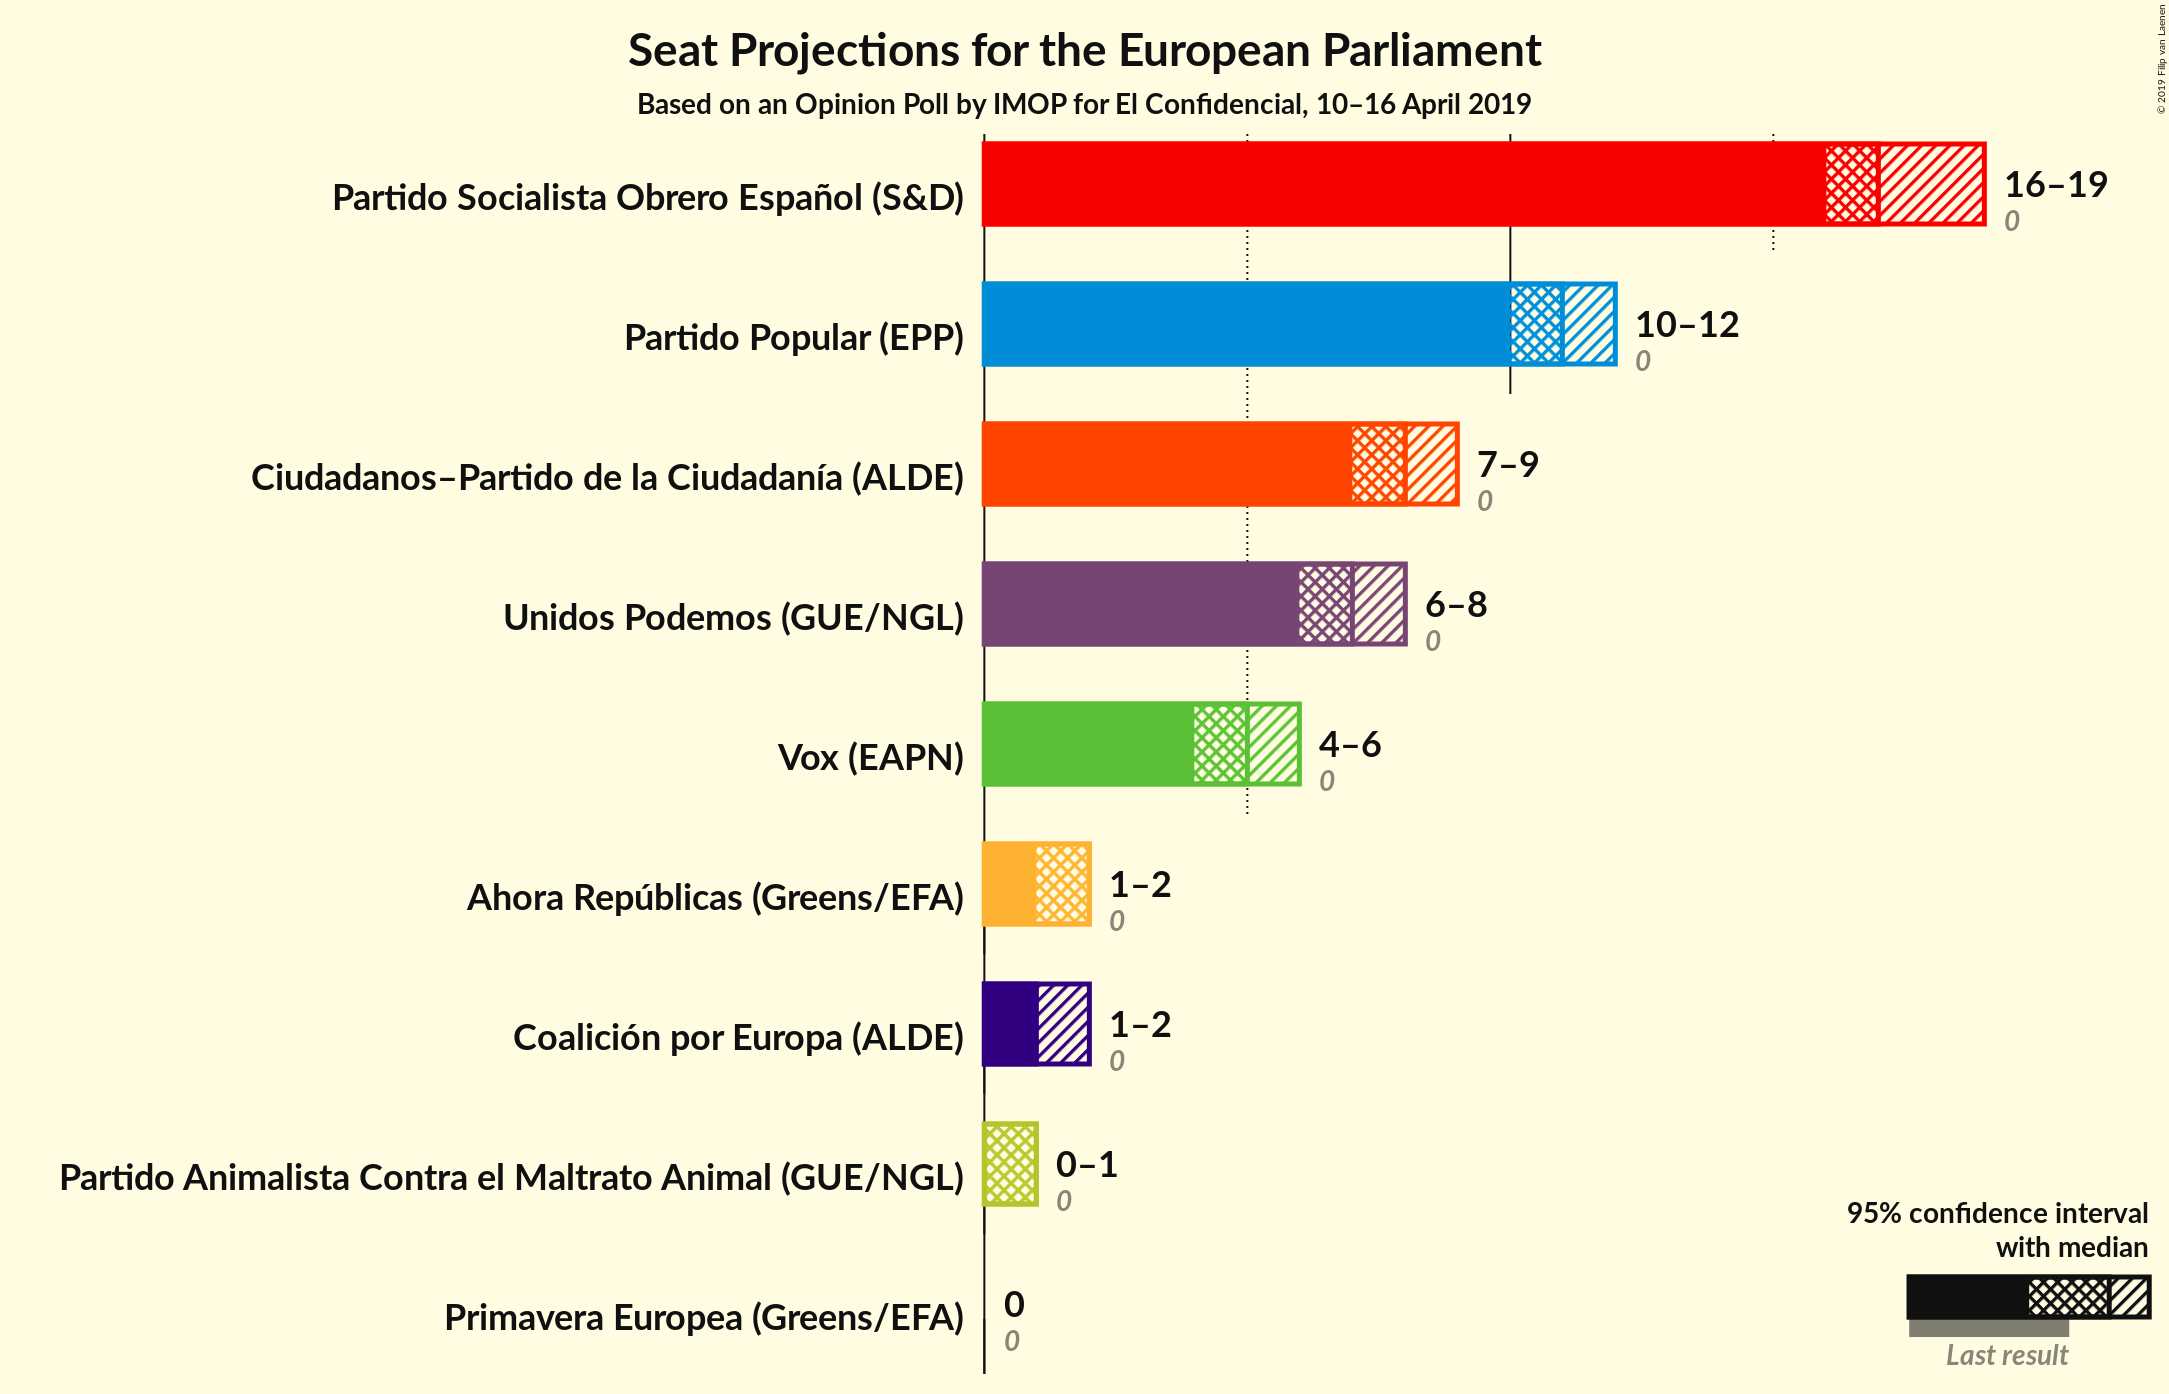 Seat Projections for the European Parliament
Based on an Opinion Poll by IMOP for El Confidencial, 10–16 April 2019
© 2019 Filip van Laenen
Partido Socialista Obrero Español (S&D)
16–19
0
Partido Popular (EPP)
10–12
0
Ciudadanos–Partido de la Ciudadanía (ALDE)
7–9
0
Unidos Podemos (GUE/NGL)
6–8
0
Vox (EAPN)
4–6
0
Ahora Repúblicas (Greens/EFA)
1–2
0
Coalición por Europa (ALDE)
1–2
0
Partido Animalista Contra el Maltrato Animal (GUE/NGL)
0–1
0
Primavera Europea (Greens/EFA)
0
0
95% confidence interval
with median
Last result